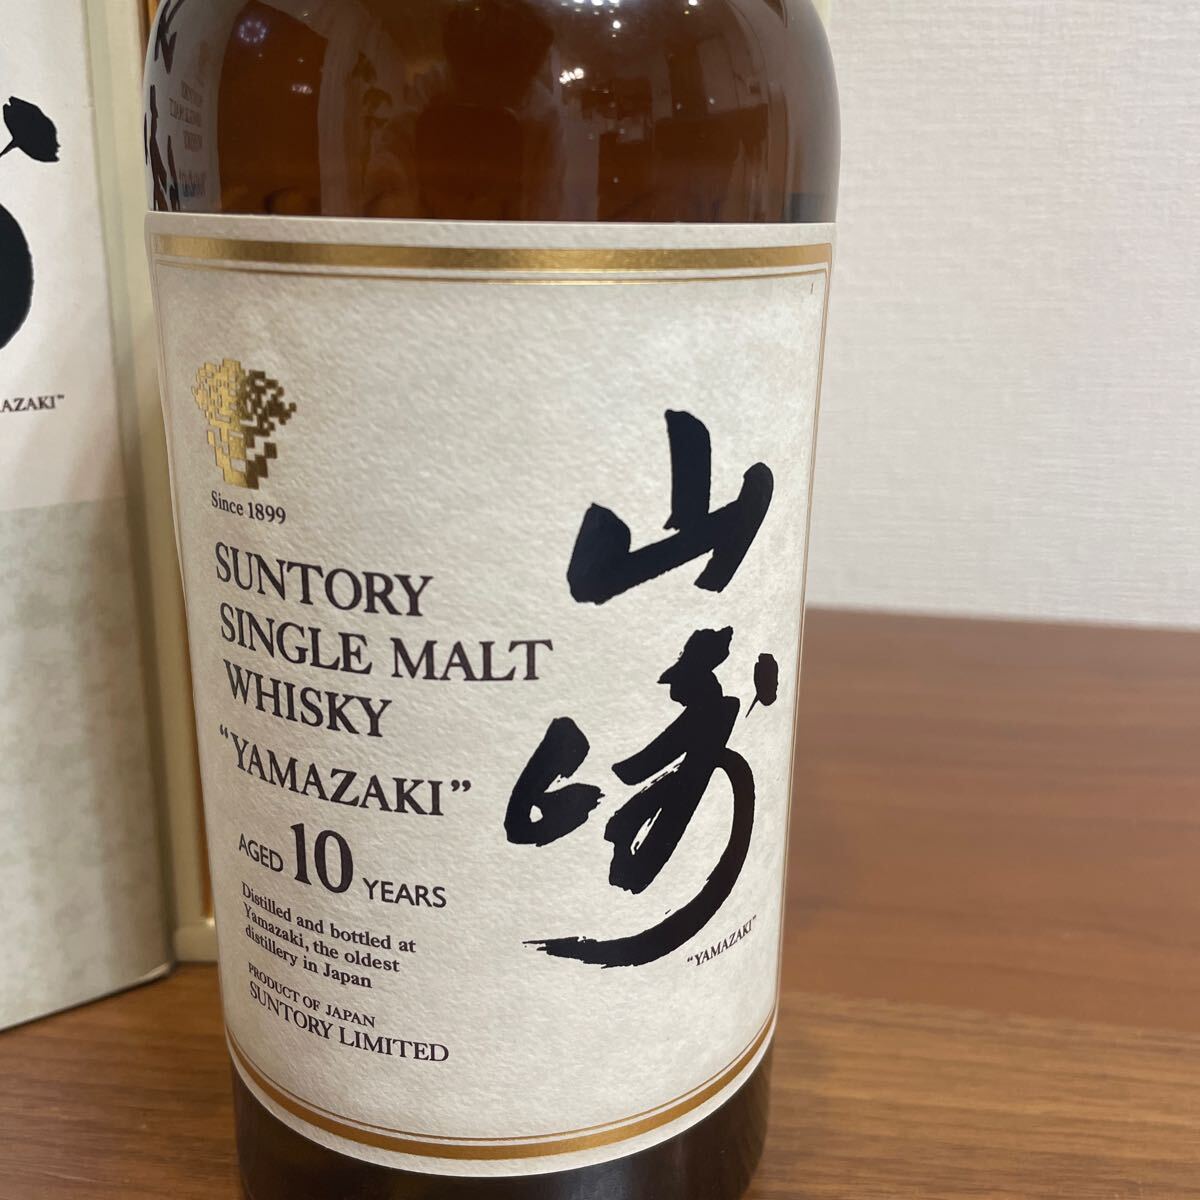 Since 1899
SUNTORY
SINGLE MALT
WHISKY
“YAMAZAKI”
AGED 10 YEARS
Distilled and bottled at
Yamazaki, the oldest
distillery in Japan
PRODUCT OF JAPAN
SUNTORY LIMITED
山崎
“YAMAZAKI”
AZAKI”